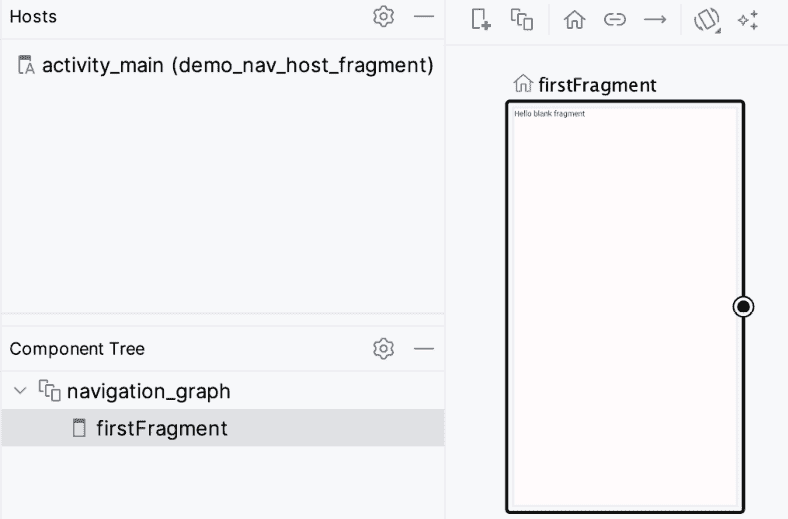 Hosts
activity_main (demo_nav_host_fragment)
Component Tree
navigation_graph
firstFragment
firstFragment
Hello blank fragment